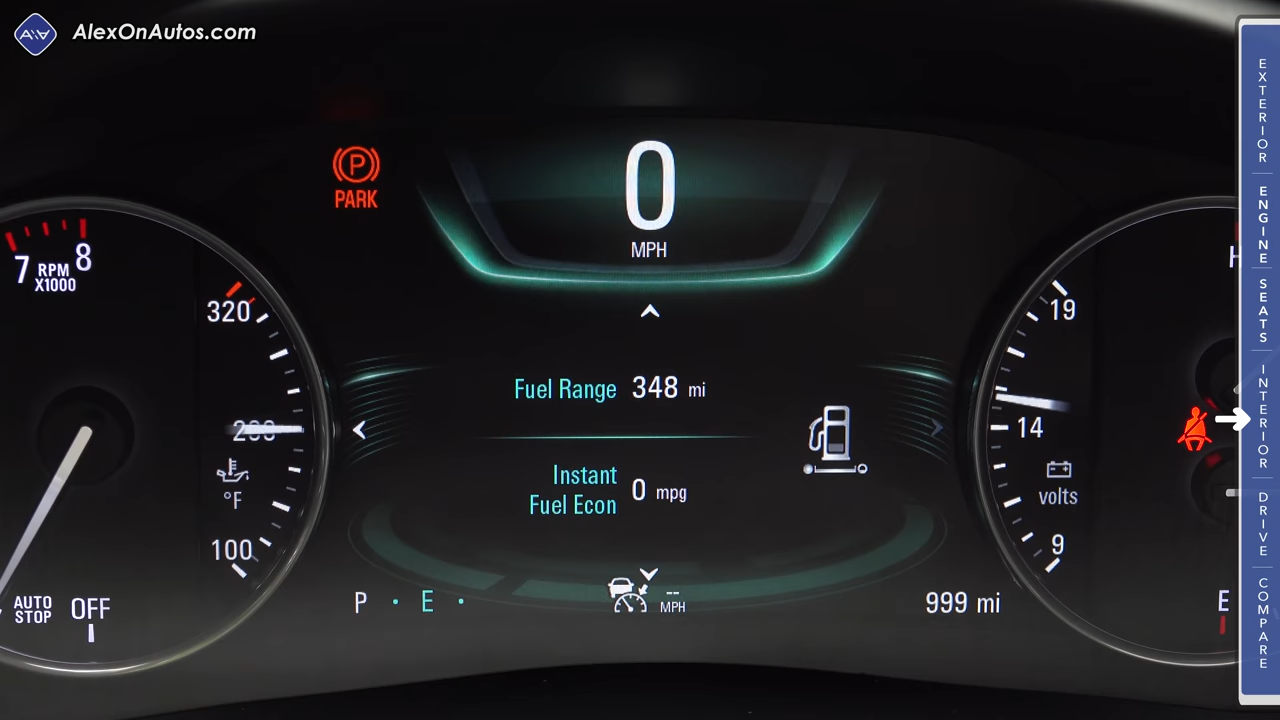 AlexOnAutos.com
0
MPH
PARK
7 RPM X1000 8
320
100
°F
AUTO STOP OFF
Fuel Range 348 mi
Instant
Fuel Econ 0 mpg
P · E ·
-- MPH
999 mi
19
14
volts
9
H
E
EXTERIOR
ENGINE
SEATS
INTERIOR
DRIVE
COMPARE